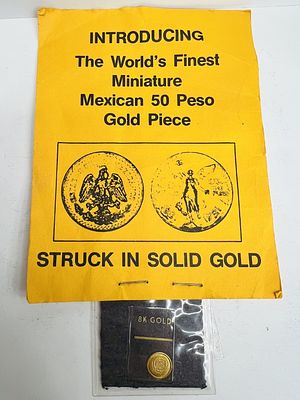 INTRODUCING
The World's Finest
Miniature
Mexican 50 Peso
Gold Piece
STRUCK IN SOLID GOLD
8K GOLD